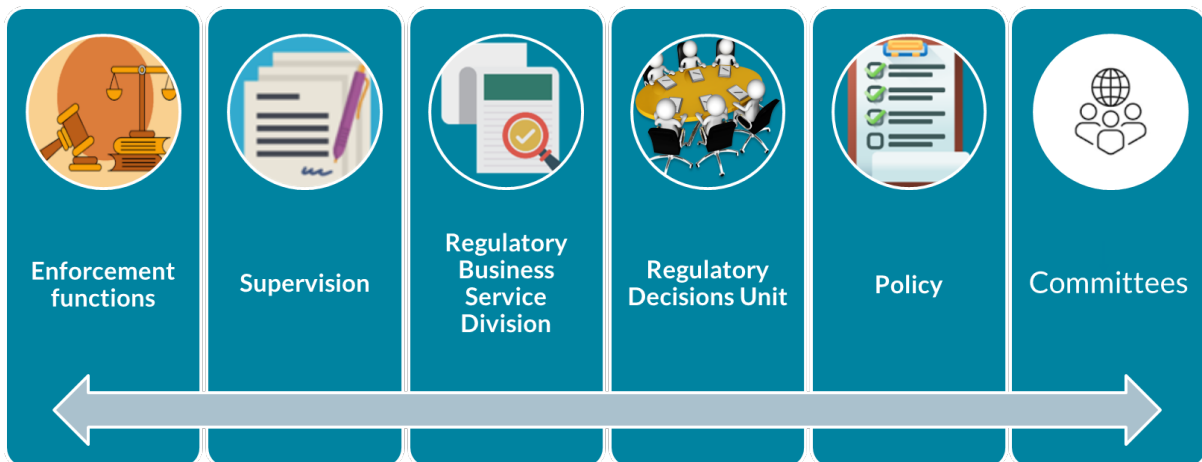 Enforcement
functions
Supervision
Regulatory
Business
Service
Division
Regulatory
Decisions Unit
Policy
Committees